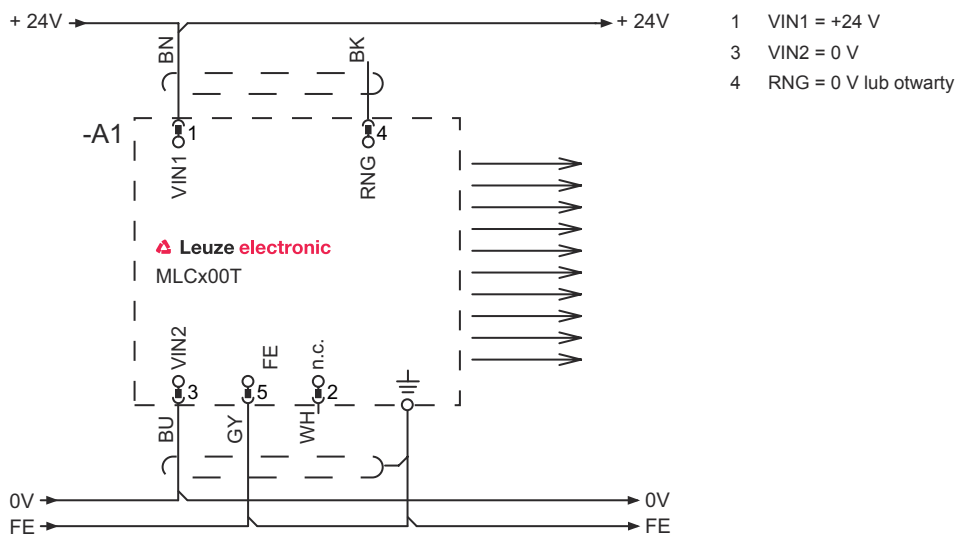 + 24V
+ 24V
BN
BK
-A1
1
4
VIN1
RNG
Leuze electronic
MLCx00T
VIN2
FE
n.c.
3
5
2
BU
GY
WH
0V
0V
FE
FE
1 VIN1 = +24 V
3 VIN2 = 0 V
4 RNG = 0 V lub otwarty